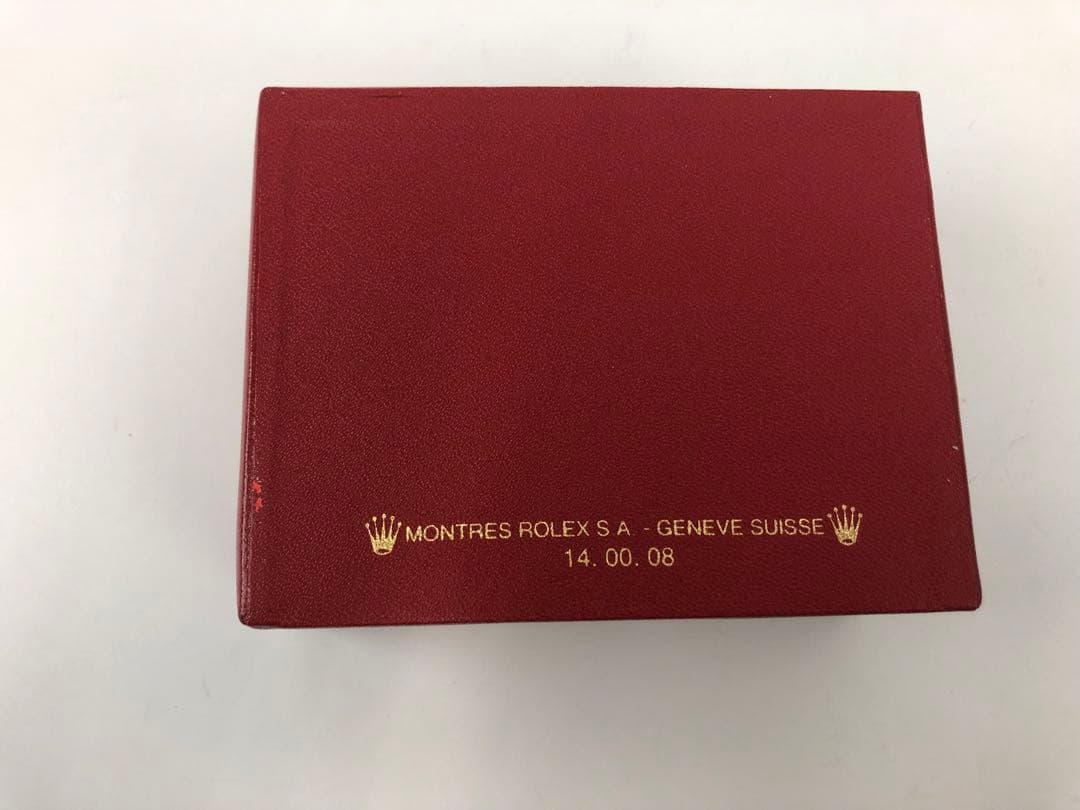 MONTRES ROLEX S A. - GENEVE SUISSE
14. 00. 08